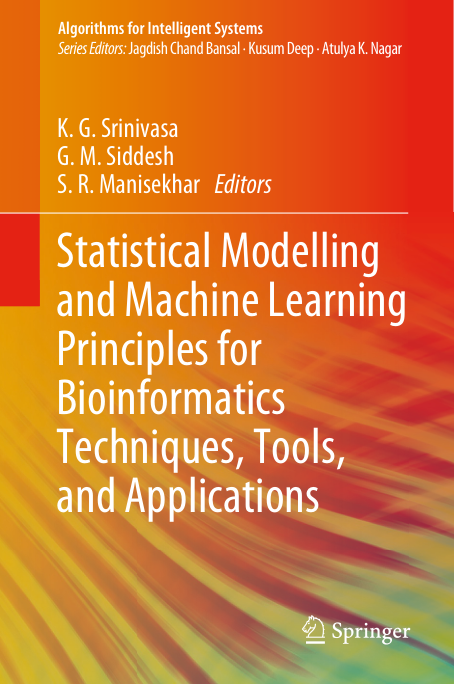 Algorithms for Intelligent Systems
Series Editors: Jagdish Chand Bansal · Kusum Deep · Atulya K. Nagar
K. G. Srinivasa
G. M. Siddesh
S. R. Manisekhar Editors
Statistical Modelling
and Machine Learning
Principles for
Bioinformatics
Techniques, Tools,
and Applications
Springer